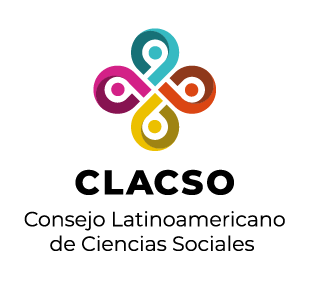 CLACSO
Consejo Latinoamericano
de Ciencias Sociales